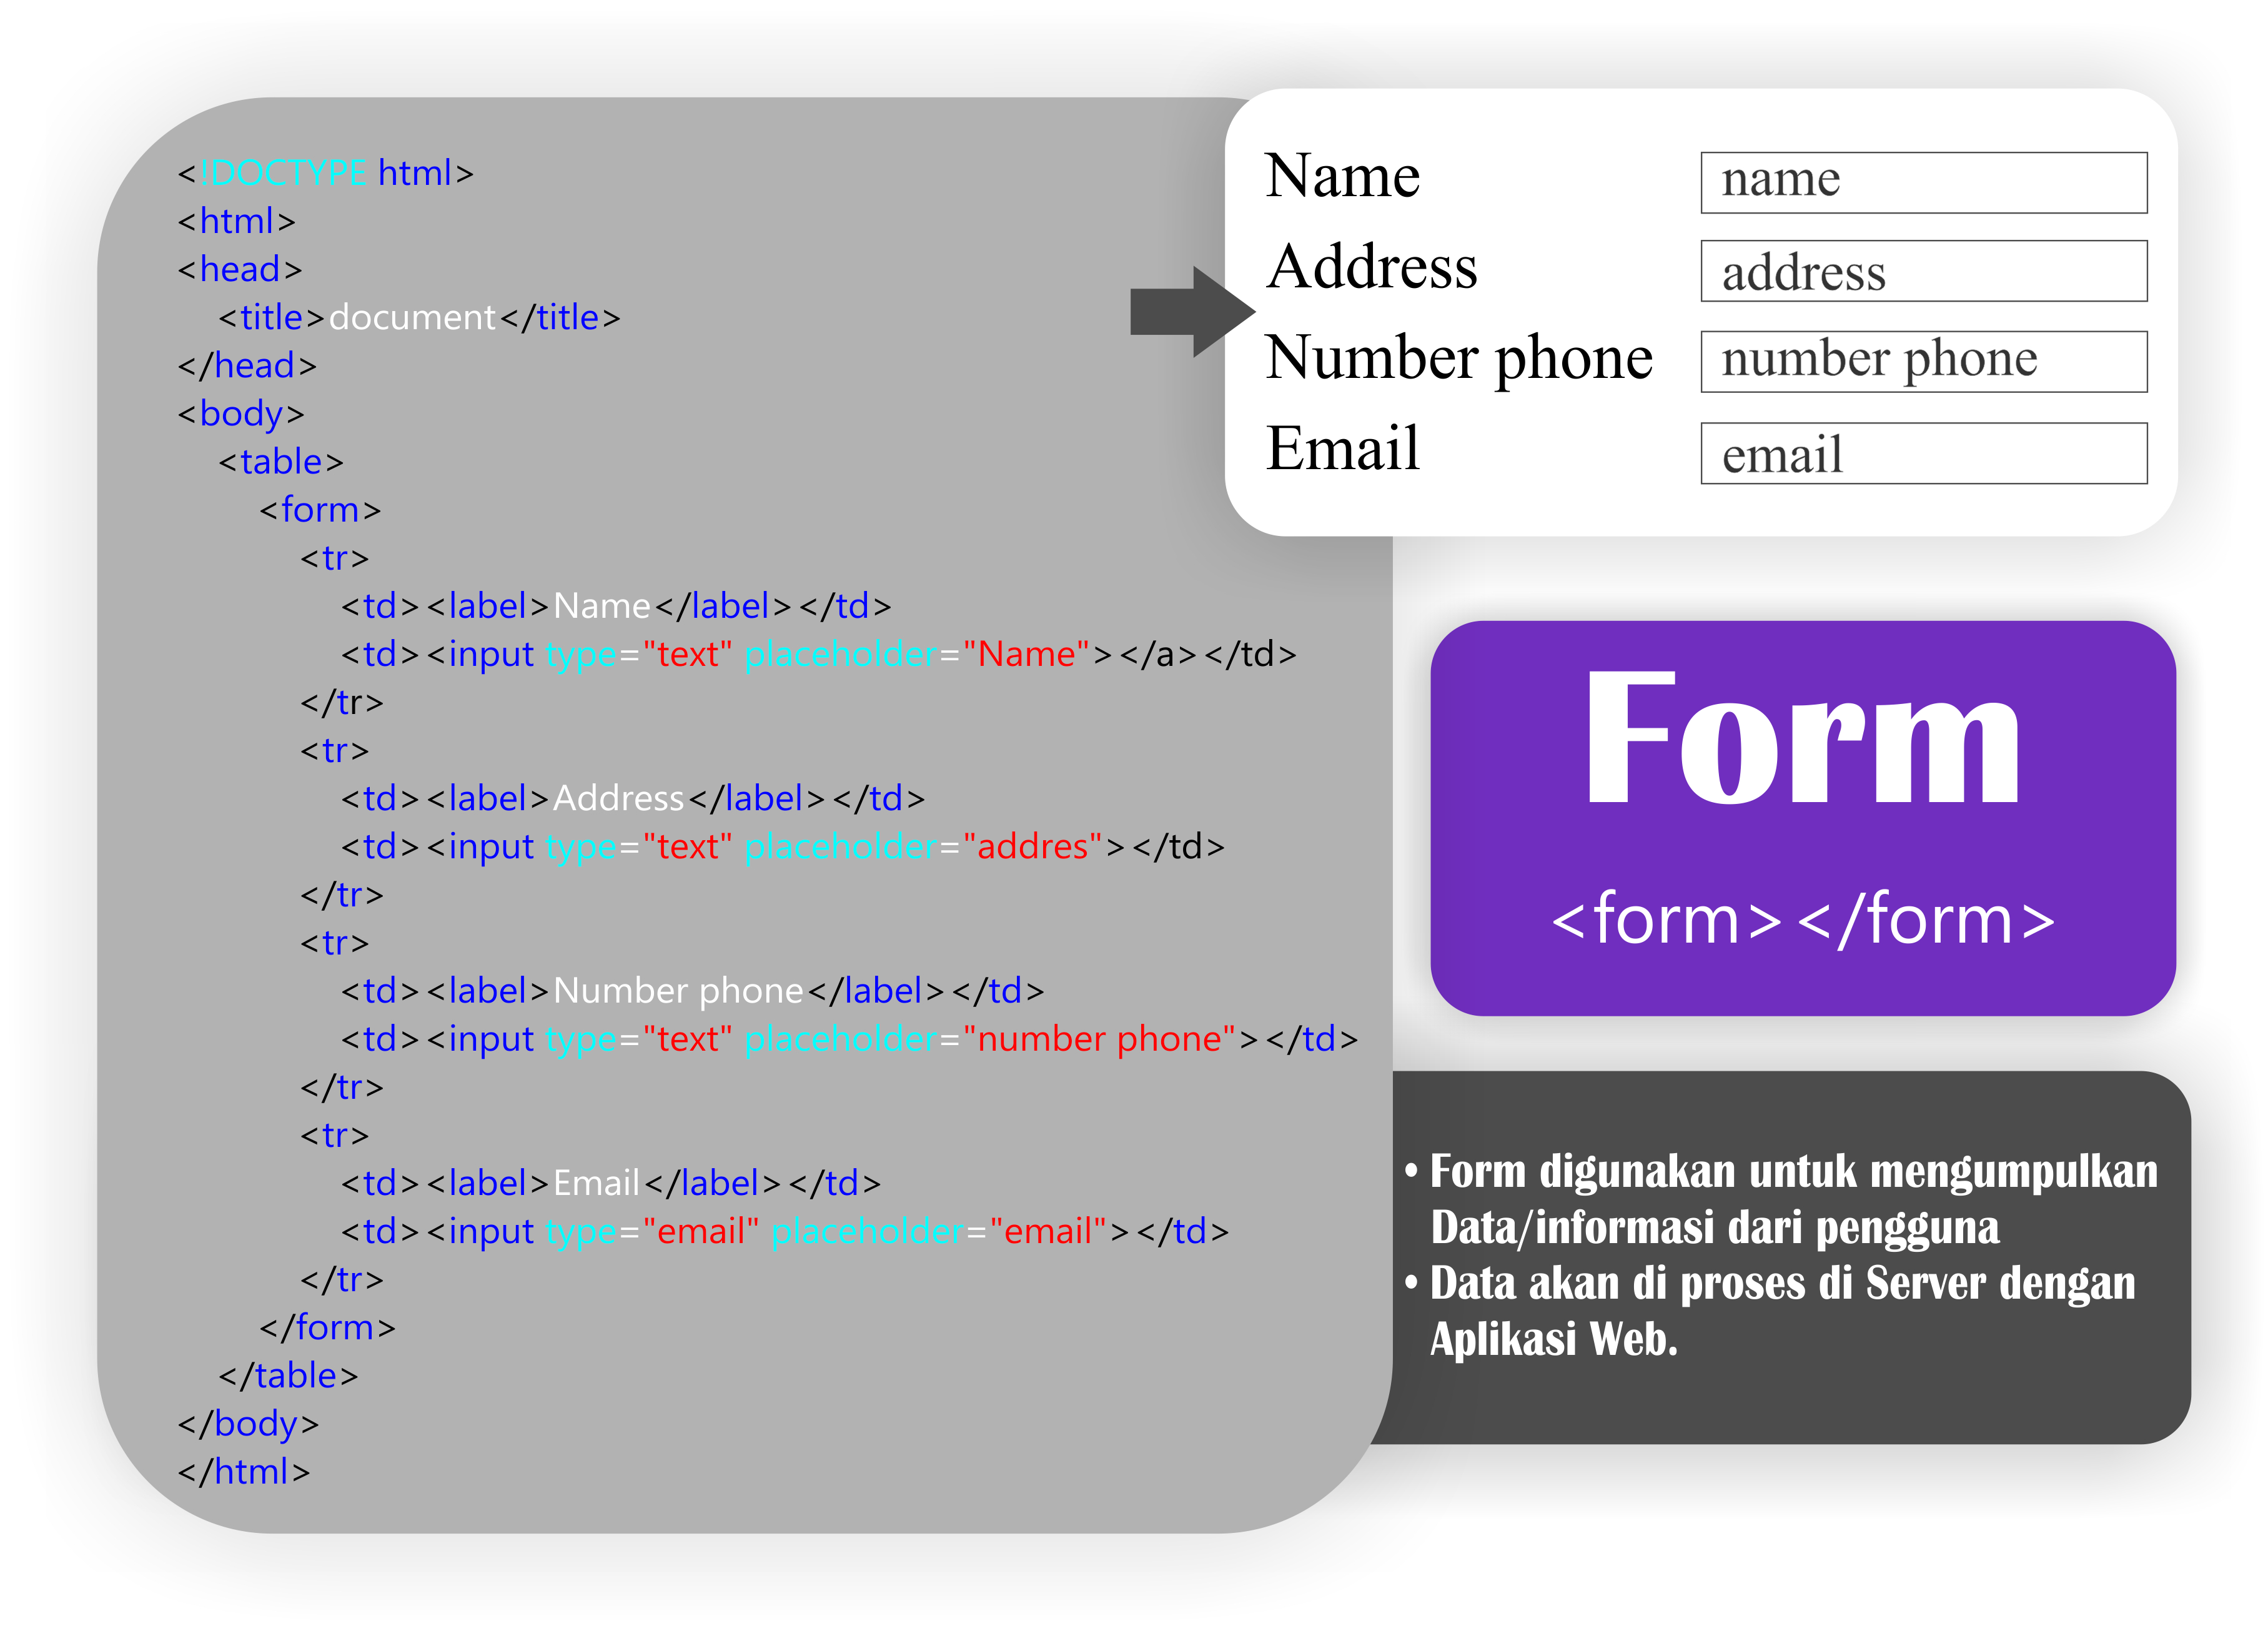 <!DOCTYPE html>
<html>
<head>
<title>document</title>
</head>
<body>
<table>
<form>
<tr>
<td><label>Name</label></td>
<td><input type="text" placeholder="Name"></a></td>
</tr>
<tr>
<td><label>Address</label></td>
<td><input type="text" placeholder="addres"></td>
</tr>
<tr>
<td><label>Number phone</label></td>
<td><input type="text" placeholder="number phone"></td>
</tr>
<tr>
<td><label>Email</label></td>
<td><input type="email" placeholder="email"></td>
</tr>
</form>
</table>
</body>
</html>
Name name
Address address
Number phone number phone
Email email
Form
<form></form>
• Form digunakan untuk mengumpulkan
Data/informasi dari pengguna
• Data akan di proses di Server dengan
Aplikasi Web.